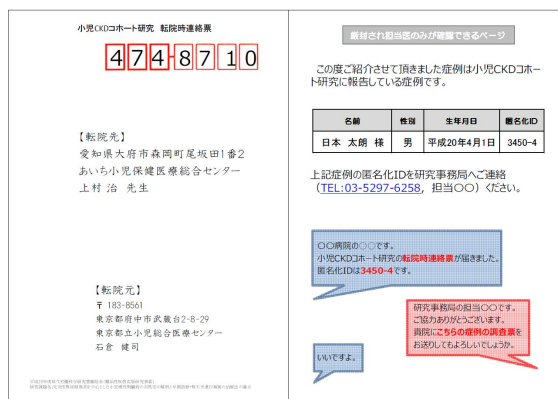 小児CKDコホート研究 転院時連絡票
474-8710
【転院先】
愛知県大府市森岡町尾坂田1番2
あいち小児保健医療総合センター
上村 治 先生
【転院元】
〒 183-8561
東京都府中市武蔵台2-8-29
東京都立小児総合医療センター
石倉 健司
厳封され担当医のみが確認できるページ
この度ご紹介させて頂きました症例は小児CKDコホー
ト研究に報告している症例です。
名前 性別 生年月日 匿名化ID
日本 太朗 様 男 平成20年4月1日 3450-4
上記症例の匿名化IDを研究事務局へご連絡
（TEL:03-5297-6258，担当〇〇）ください。
〇〇病院の〇〇です。
小児CKDコホート研究の転院時連絡票が届きました。
匿名化IDは3450-4です。
研究事務局の担当〇〇です。
ご協力ありがとうございます。
貴院にこちらの症例の調査票を
お送りしてもよろしいでしょうか。
いいですよ。